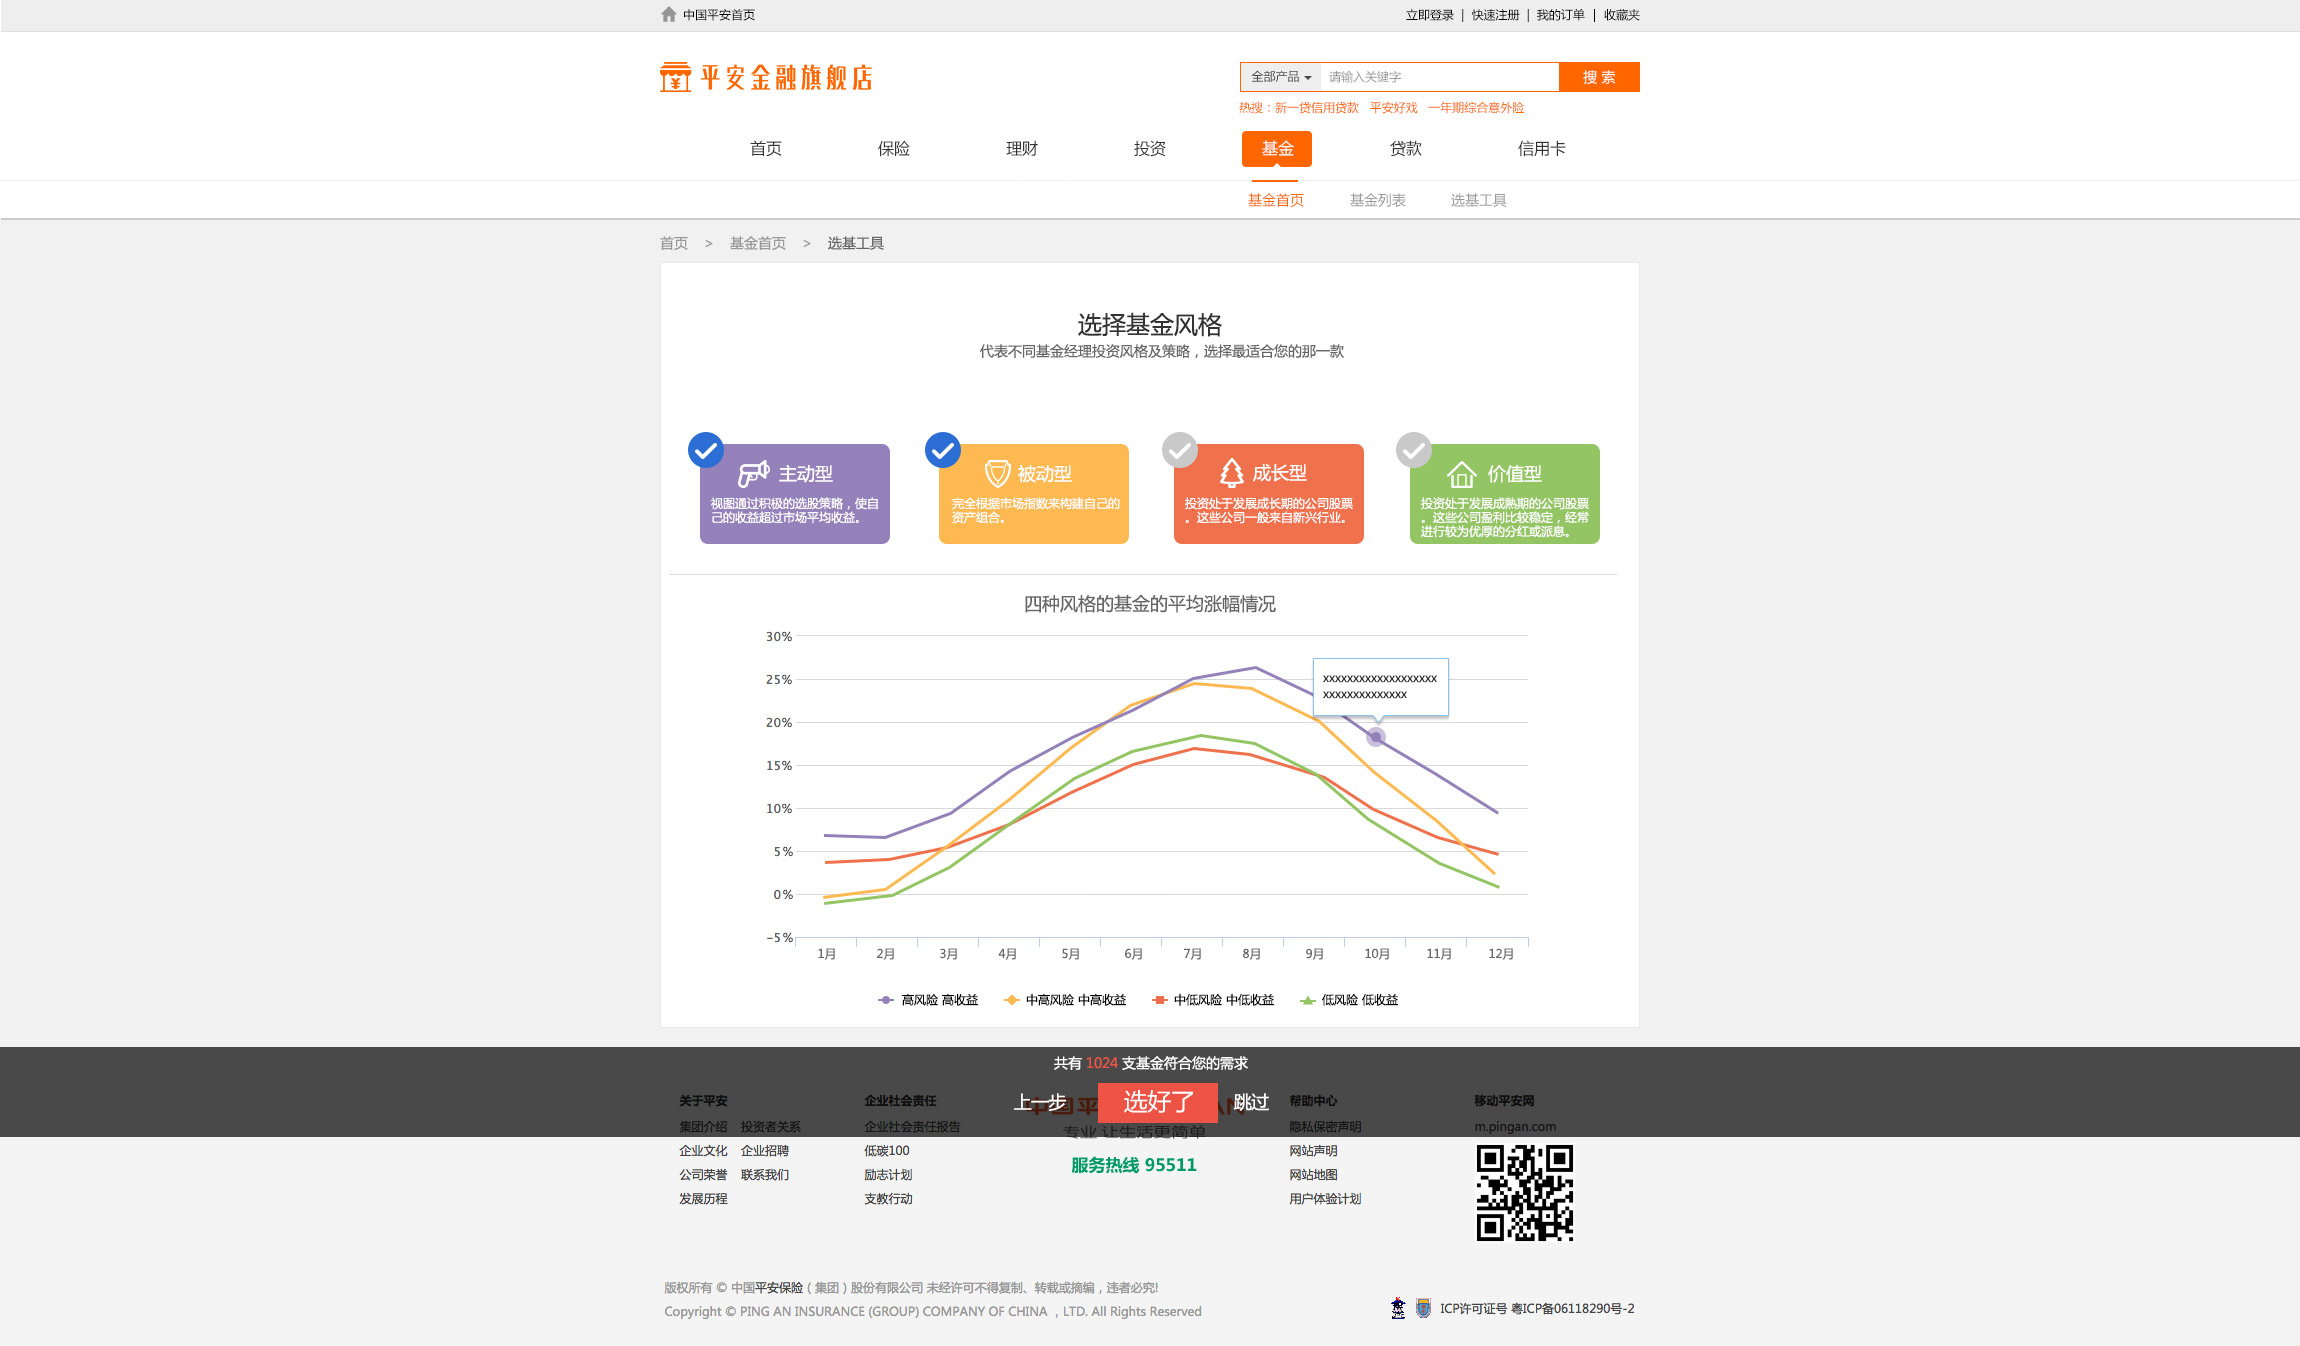 中国平安首页
立即登录 | 快速注册 | 我的订单 | 收藏夹
平安金融旗舰店
全部产品 请输入关键字 搜 索
热搜：新一贷信用贷款 平安好戏 一年期综合意外险
首页 保险 理财 投资 基金 贷款 信用卡
基金首页 基金列表 选基工具
首页 > 基金首页 > 选基工具
选择基金风格
代表不同基金经理投资风格及策略，选择最适合您的那一款
主动型
视图通过积极的选股策略，使自
己的收益超过市场平均收益。
被动型
完全根据市场指数来构建自己的
资产组合。
成长型
投资处于发展成长期的公司股票
。这些公司一般来自新兴行业。
价值型
投资处于发展成熟期的公司股票
。这些公司盈利比较稳定，经常
进行较为优厚的分红或派息。
四种风格的基金的平均涨幅情况
30%
25%
20%
15%
10%
5%
0%
-5%
xxxxxxxxxxxxxxxxxxx
xxxxxxxxxxxxxx
1月 2月 3月 4月 5月 6月 7月 8月 9月 10月 11月 12月
高风险 高收益 中高风险 中高收益 中低风险 中低收益 低风险 低收益
共有 1024 支基金符合您的需求
上一步 选好了 跳过
关于平安
集团介绍 投资者关系
企业文化 企业招聘
公司荣誉 联系我们
发展历程
企业社会责任
企业社会责任报告
低碳100
励志计划
支教行动
中国平 AN
专业 让生活更简单
服务热线 95511
帮助中心
隐私保密声明
网站声明
网站地图
用户体验计划
移动平安网
m.pingan.com
版权所有 © 中国平安保险（集团）股份有限公司 未经许可不得复制、转载或摘编，违者必究!
Copyright © PING AN INSURANCE (GROUP) COMPANY OF CHINA ，LTD. All Rights Reserved
ICP许可证号 粤ICP备06118290号-2